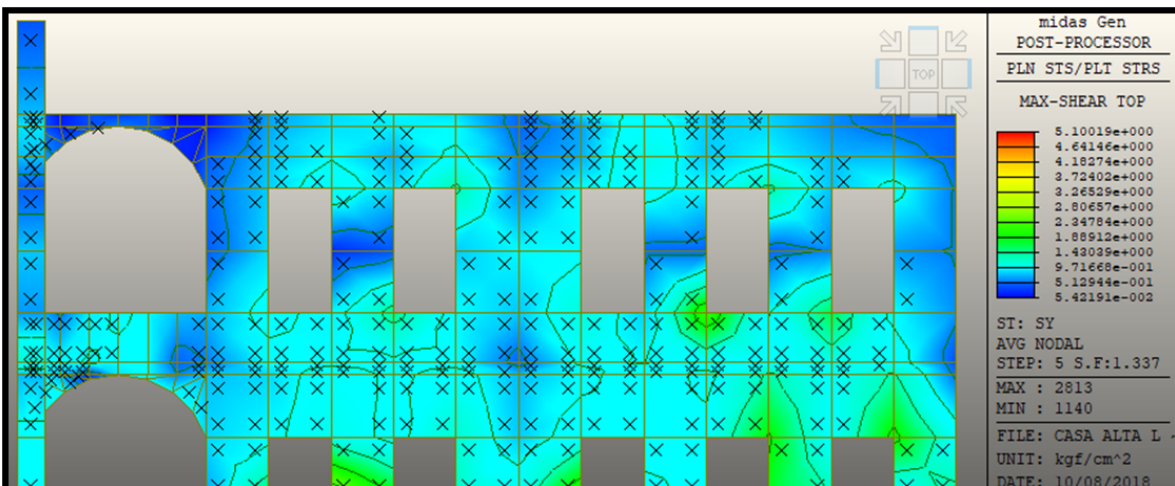 midas Gen
POST-PROCESSOR
PLN STS/PLT STRS
MAX-SHEAR TOP
5.10019e+000
4.64146e+000
4.18274e+000
3.72402e+000
3.26529e+000
2.80657e+000
2.34784e+000
1.88912e+000
1.43039e+000
9.71668e-001
5.12944e-001
5.42191e-002
ST: SY
AVG NODAL
STEP: 5 S.F:1.337
MAX : 2813
MIN : 1140
FILE: CASA ALTA L -
UNIT: kgf/cm^2
DATE: 10/08/2018
TOP